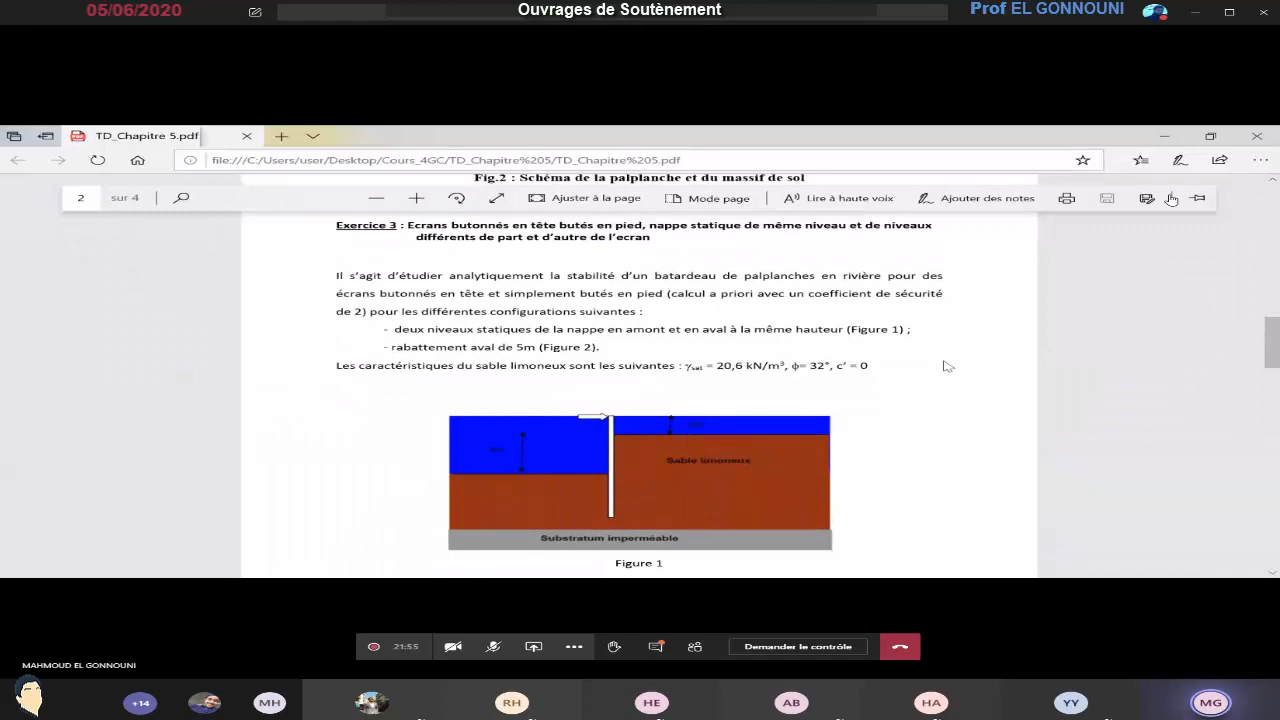 05/06/2020
Ouvrages de Soutènement
Prof EL GONNOUNI
TD_Chapitre 5.pdf
file:///C:/Users/user/Desktop/Cours_4GC/TD_Chapitre%205/TD_Chapitre%205.pdf
Fig.2 : Schéma de la palplanche et du massif de sol
2 sur 4
Ajuster à la page
Mode page
Lire à haute voix
Ajouter des notes
Exercice 3 : Ecrans butonnés en tête butés en pied, nappe statique de même niveau et de niveaux
différents de part et d'autre de l'ecran
Il s'agit d'étudier analytiquement la stabilité d'un batardeau de palplanches en rivière pour des
écrans butonnés en tête et simplement butés en pied (calcul a priori avec un coefficient de sécurité
de 2) pour les différentes configurations suivantes :
- deux niveaux statiques de la nappe en amont et en aval à la même hauteur (Figure 1) ;
- rabattement aval de 5m (Figure 2).
Les caractéristiques du sable limoneux sont les suivantes : γsat = 20,6 kN/m³, ϕ= 32°, c' = 0
Sable limoneux
Substratum imperméable
Figure 1
21:55
Demander le contrôle
MAHMOUD EL GONNOUNI
+14
MH
RH
HE
AB
HA
YY
MG